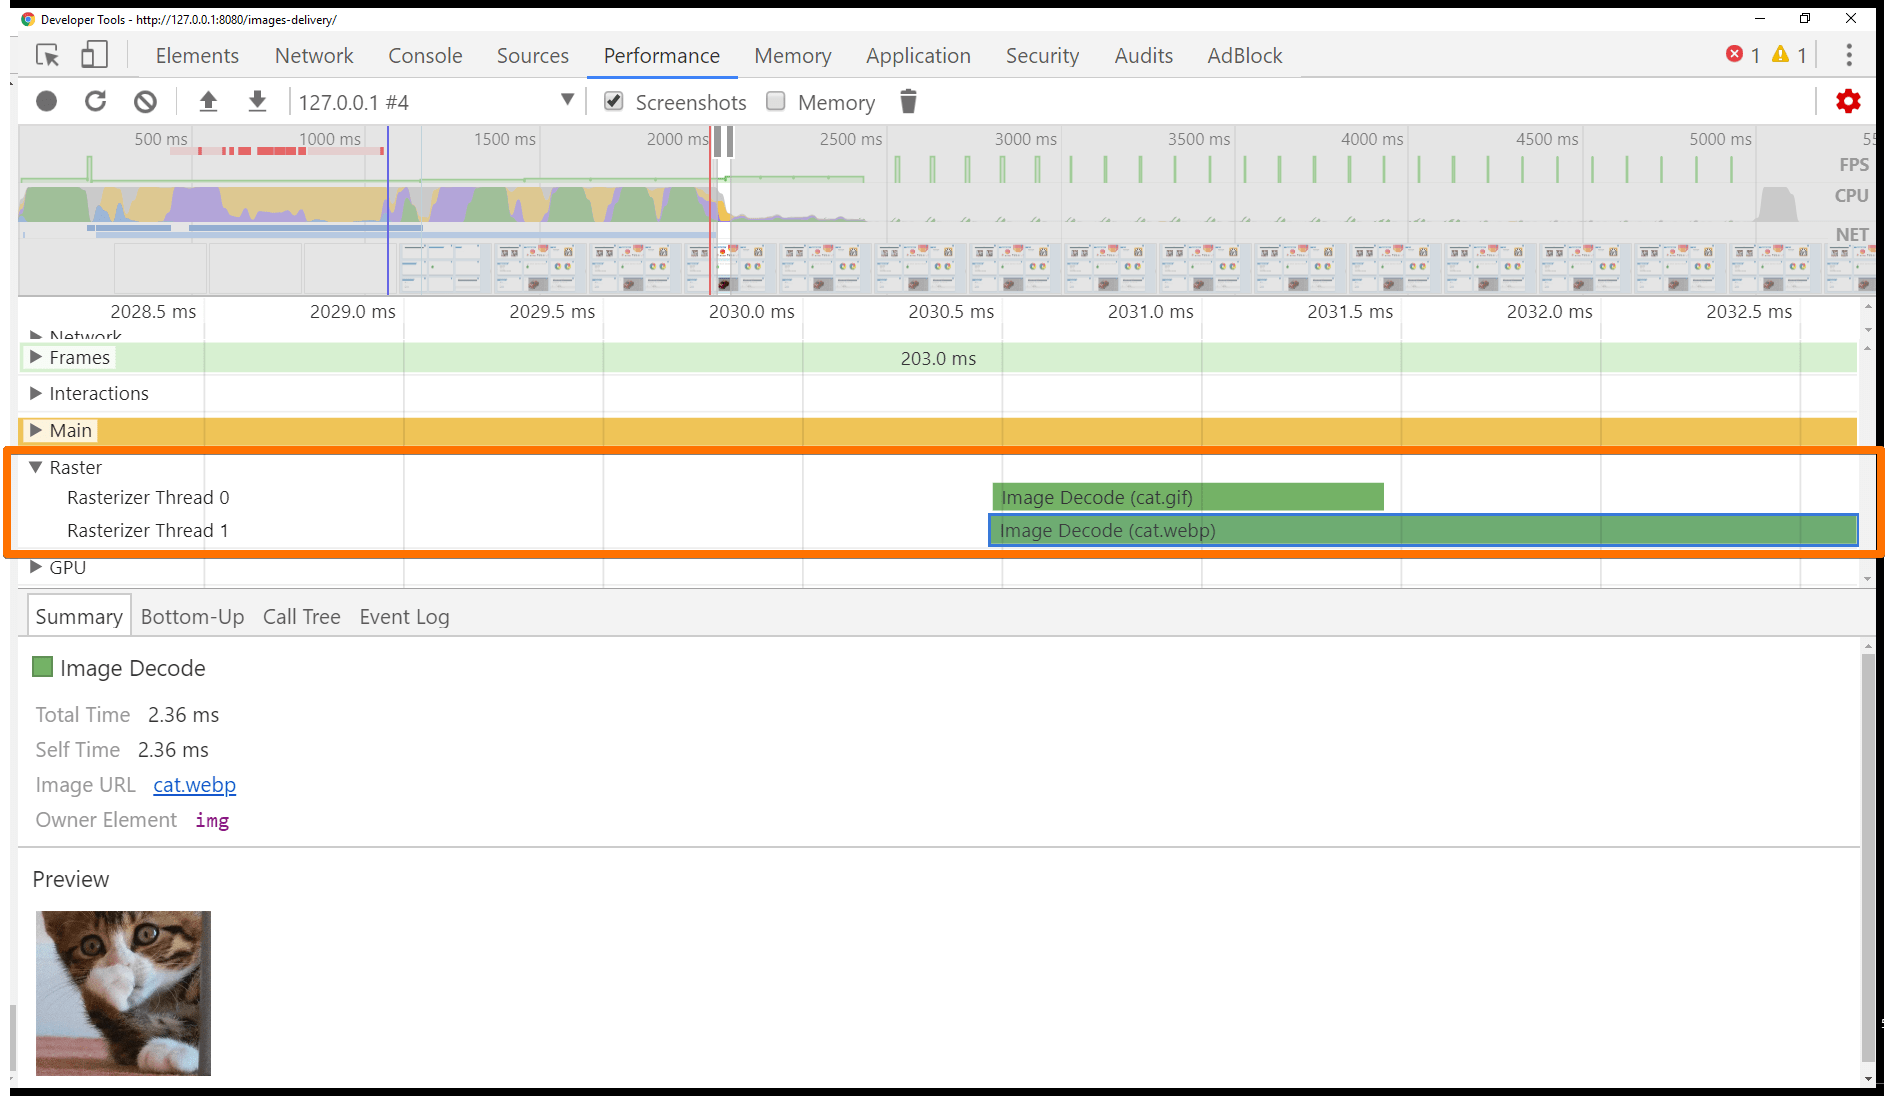 Developer Tools - http://127.0.0.1:8080/images-delivery/
Elements Network Console Sources Performance Memory Application Security Audits AdBlock 1 1
127.0.0.1 #4 Screenshots Memory
500 ms 1000 ms 1500 ms 2000 ms 2500 ms 3000 ms 3500 ms 4000 ms 4500 ms 5000 ms 55
FPS
CPU
NET
2028.5 ms 2029.0 ms 2029.5 ms 2030.0 ms 2030.5 ms 2031.0 ms 2031.5 ms 2032.0 ms 2032.5 ms
Network
Frames 203.0 ms
Interactions
Main
Raster
Rasterizer Thread 0 Image Decode (cat.gif)
Rasterizer Thread 1 Image Decode (cat.webp)
GPU
Summary Bottom-Up Call Tree Event Log
Image Decode
Total Time 2.36 ms
Self Time 2.36 ms
Image URL cat.webp
Owner Element img
Preview